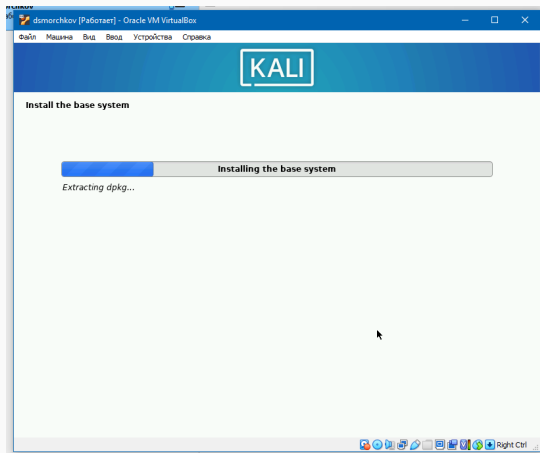 dsmorchkov [Работает] - Oracle VM VirtualBox
Файл Машина Вид Ввод Устройства Справка
KALI
Install the base system
Installing the base system
Extracting dpkg...
Right Ctrl